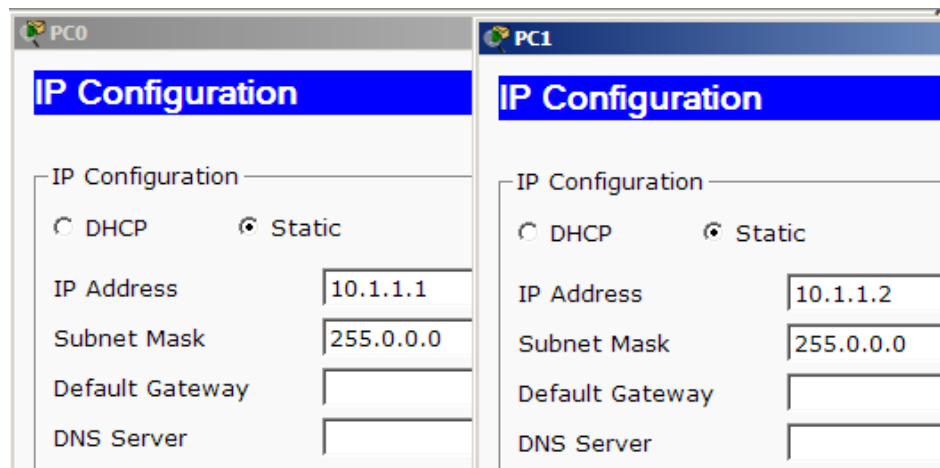 PC0
IP Configuration
IP Configuration
DHCP Static
IP Address 10.1.1.1
Subnet Mask 255.0.0.0
Default Gateway
DNS Server
PC1
IP Configuration
IP Configuration
DHCP Static
IP Address 10.1.1.2
Subnet Mask 255.0.0.0
Default Gateway
DNS Server